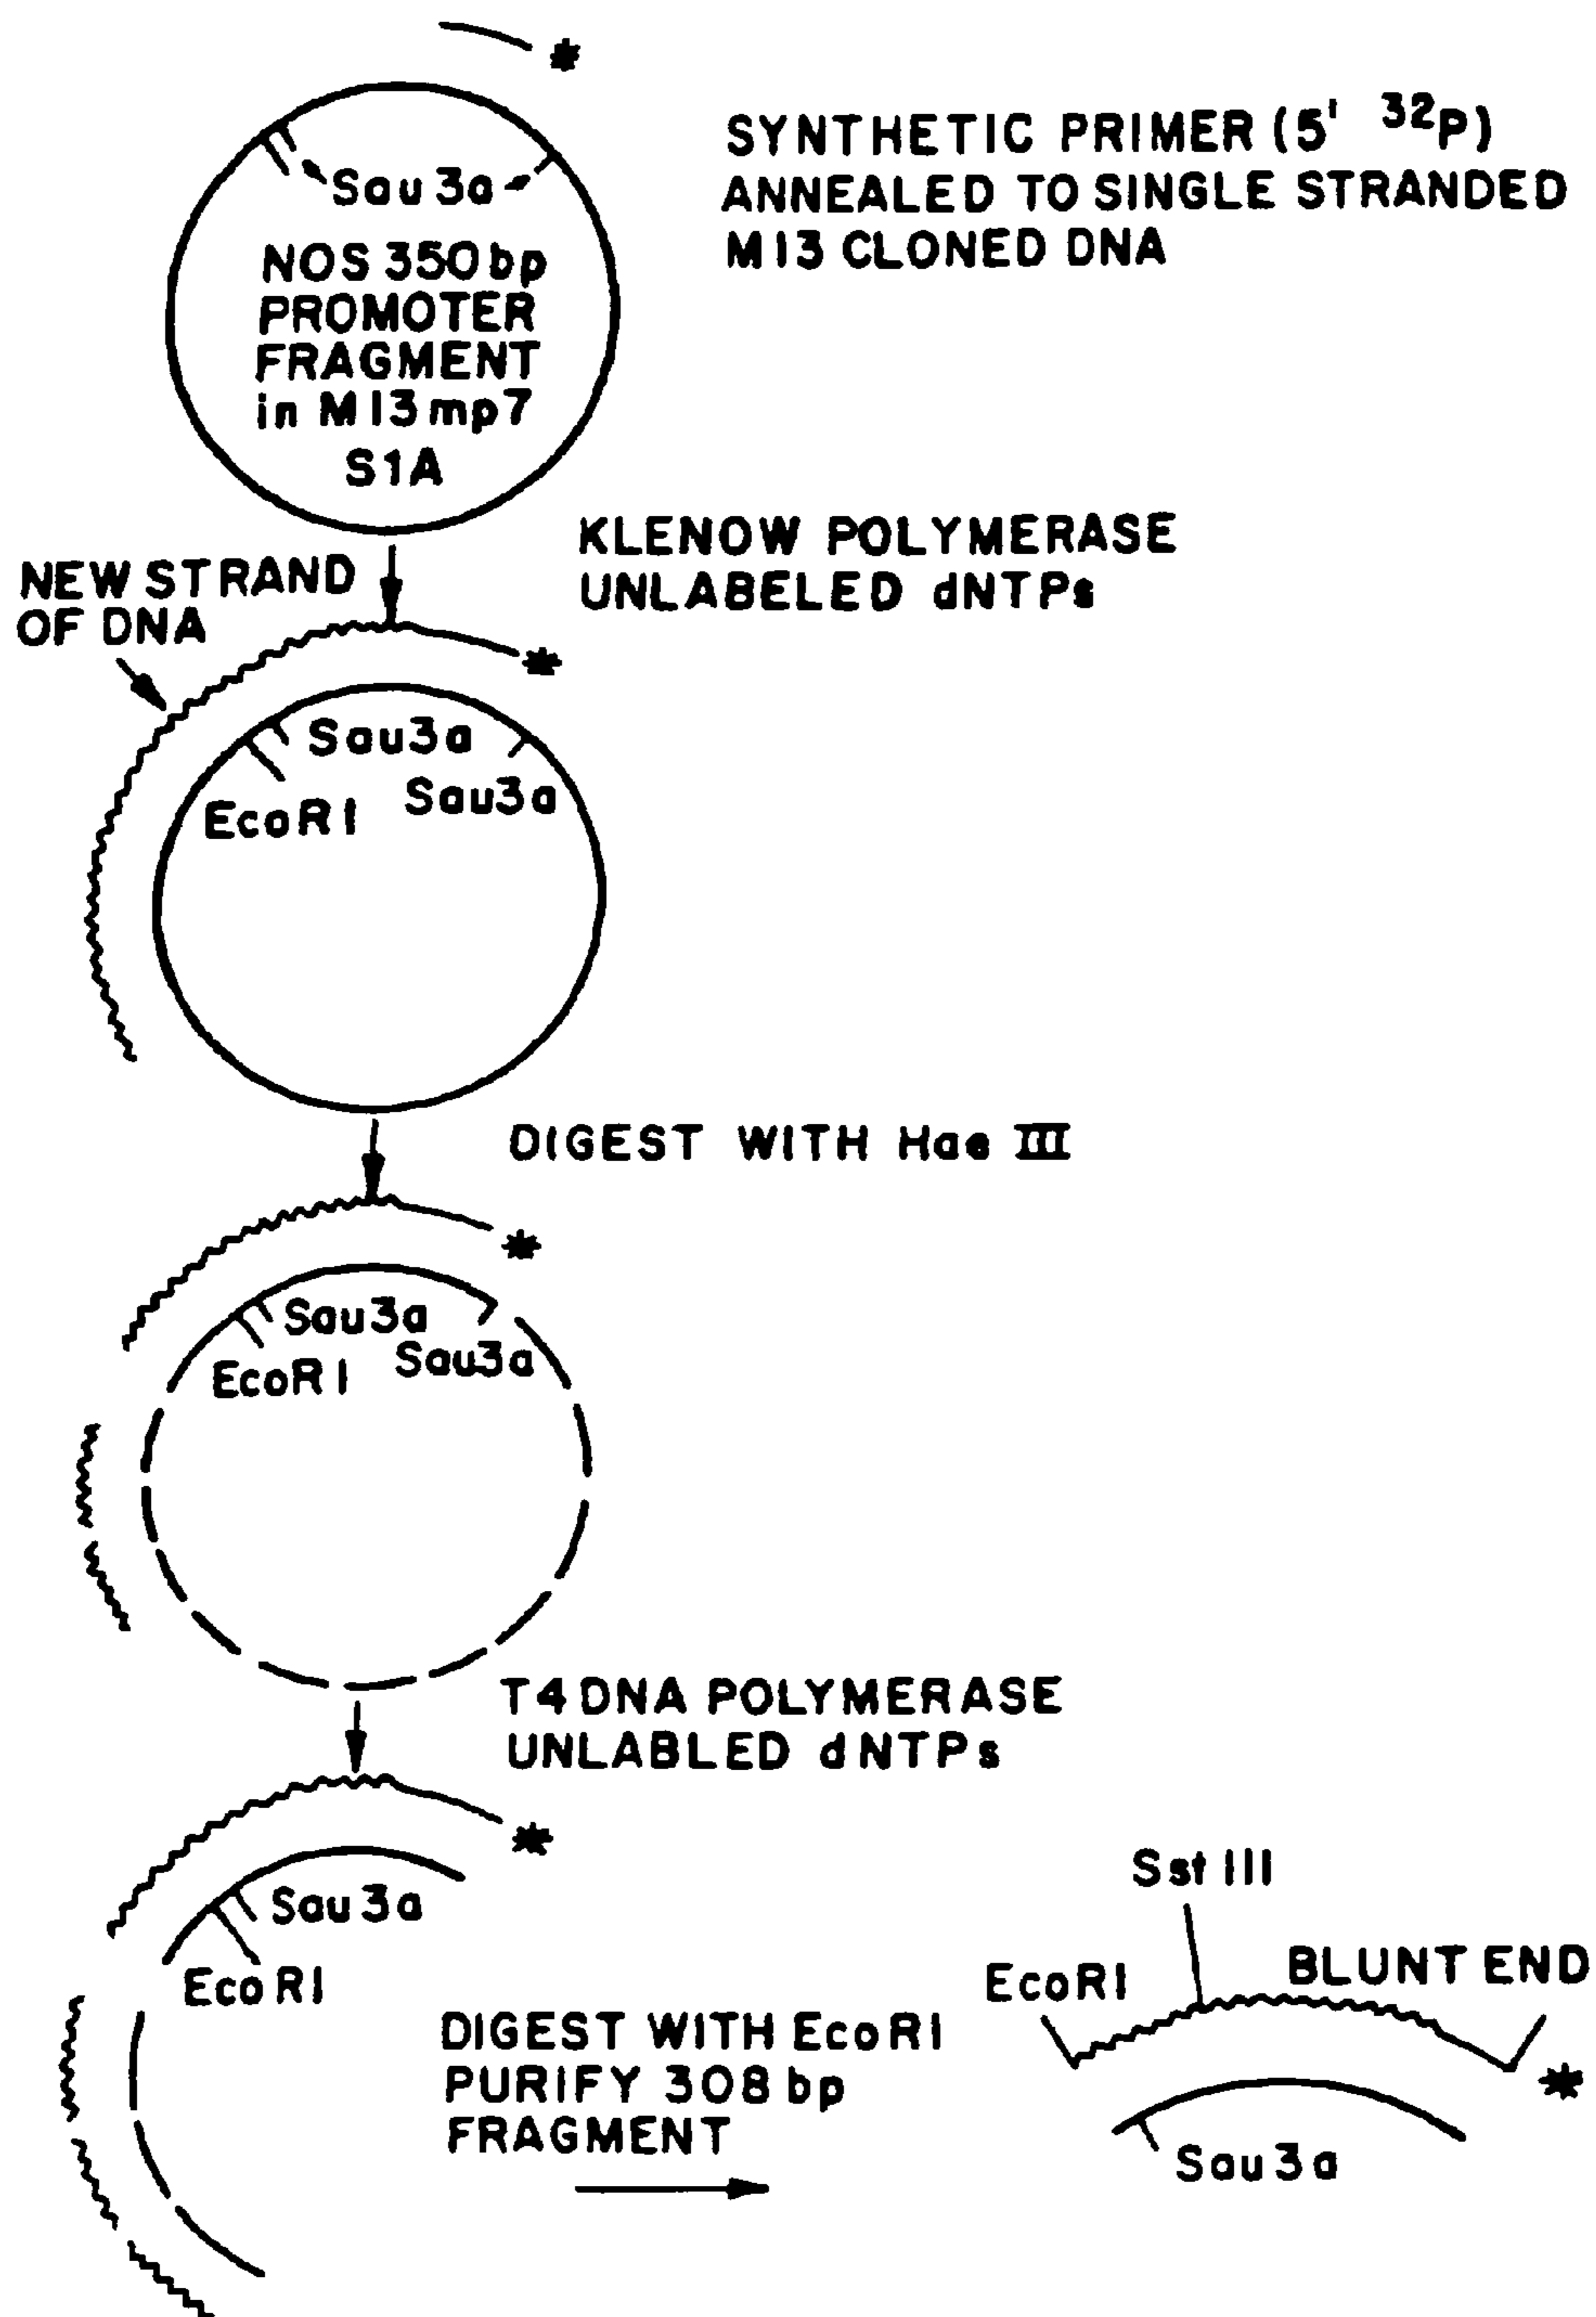 *
SYNTHETIC PRIMER (5' 32P)
ANNEALED TO SINGLE STRANDED
M13 CLONED DNA
Sau 3a
NOS 350 bp
PROMOTER
FRAGMENT
in M13 mp7
S1A
KLENOW POLYMERASE
UNLABELED dNTPs
NEW STRAND
OF DNA
*
Sau3a
Sau3a
EcoR1
DIGEST WITH Hae III
*
Sau3a
Sau3a
EcoR1
T4 DNA POLYMERASE
UNLABLED dNTPs
*
Sau 3a
EcoR1
DIGEST WITH EcoR1
PURIFY 308 bp
FRAGMENT
Sst III
EcoR1
BLUNT END
*
Sau 3a